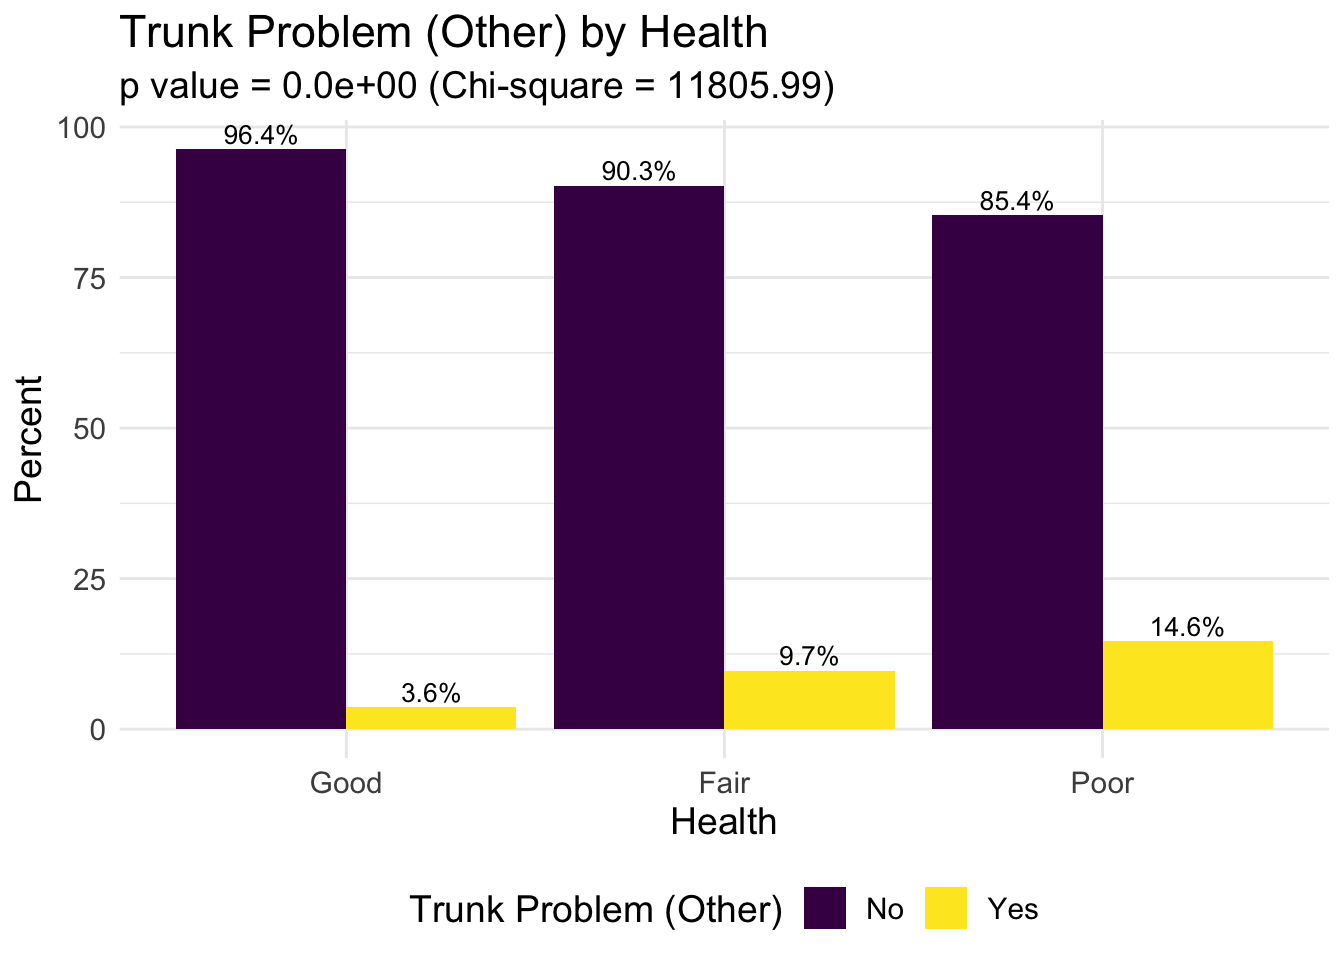 Trunk Problem (Other) by Health
p value = 0.0e+00 (Chi-square = 11805.99)
Percent
100
75
50
25
0
96.4%
3.6%
90.3%
9.7%
85.4%
14.6%
Good Fair Poor
Health
Trunk Problem (Other) No Yes